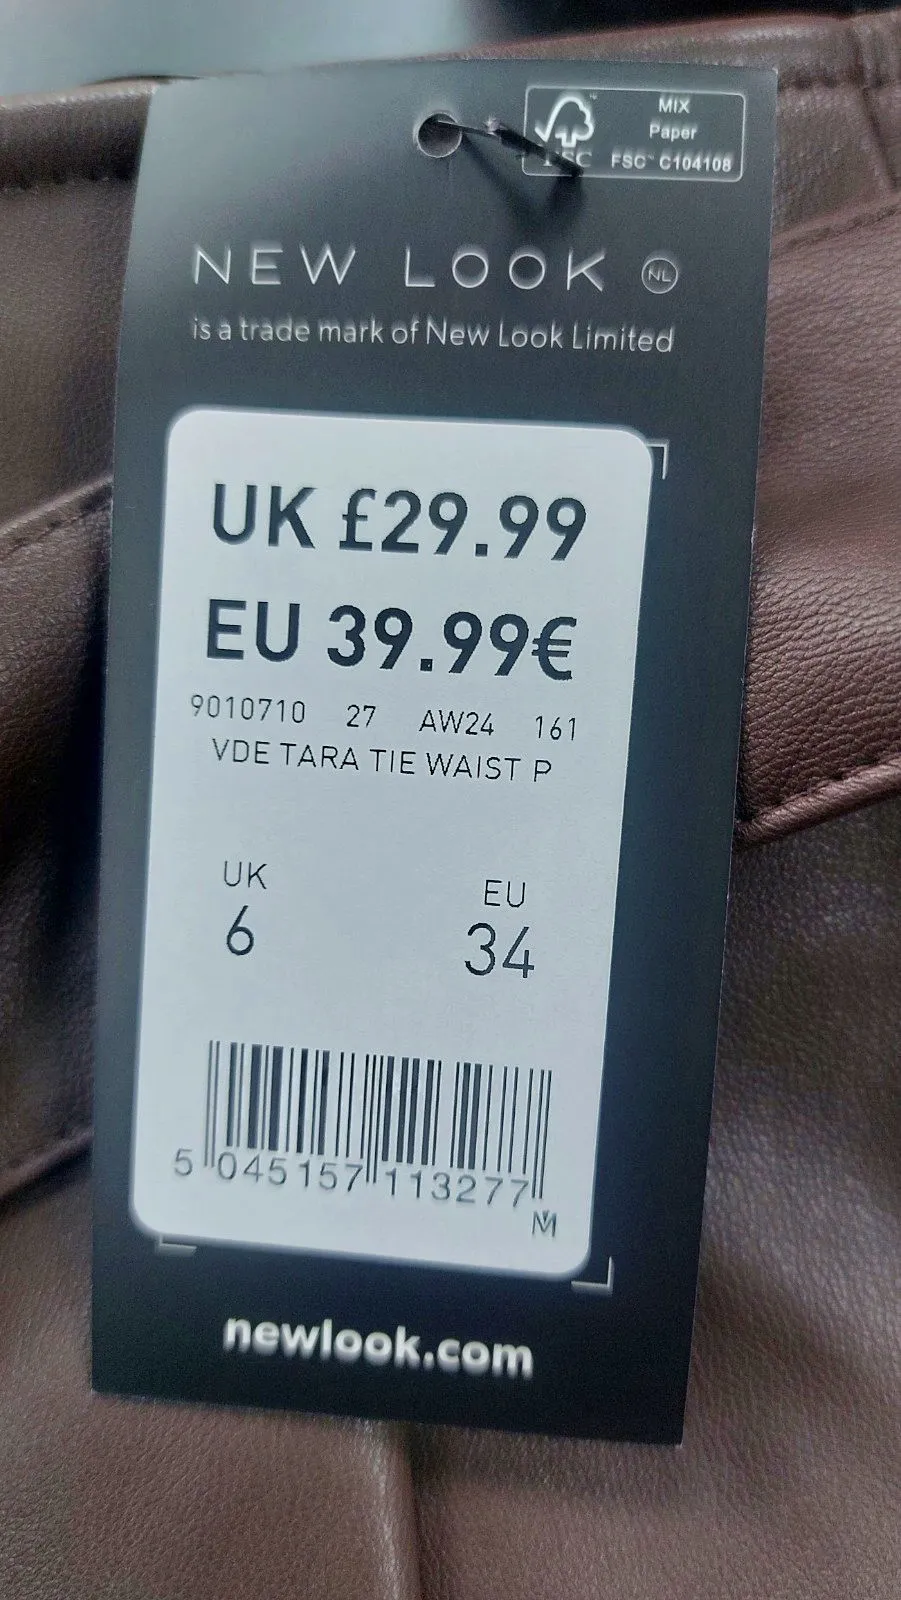 MIX
Paper
FSC FSC™ C104108
NEW LOOK NL
is a trade mark of New Look Limited
UK £29.99
EU 39.99€
9010710 27 AW24 161
VDE TARA TIE WAIST P
UK EU
6 34
5 045157 113277
M
newlook.com